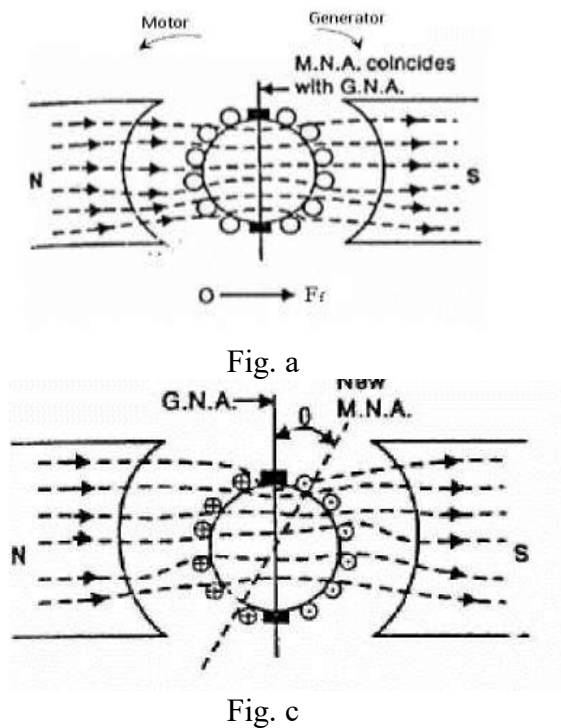 Motor
Generator
M.N.A. coincides
with G.N.A.
N
S
O
Ff
Fig. a
G.N.A.
θ
New
M.N.A.
N
S
Fig. c